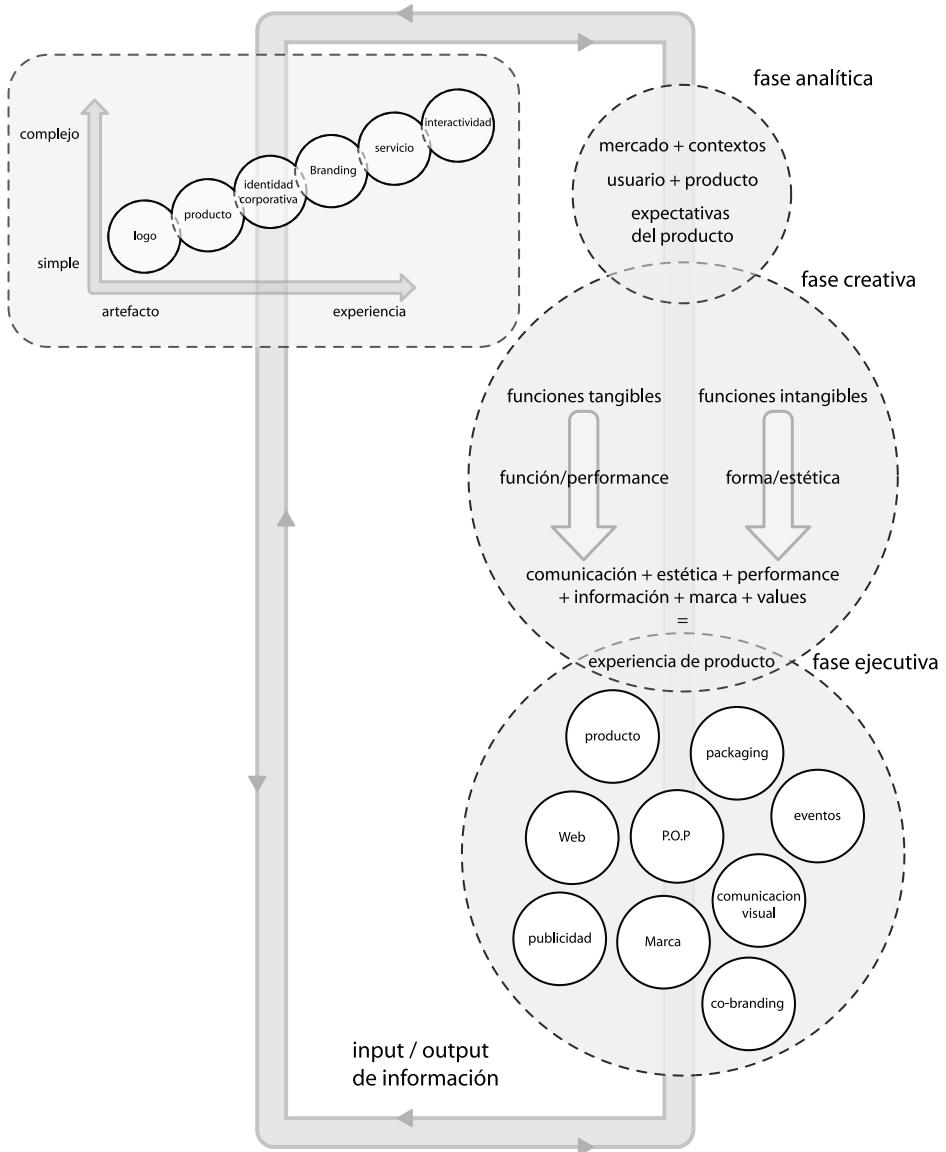 complejo
simple
artefacto
experiencia
logo
producto
identidad
corporativa
Branding
servicio
interactividad
fase analítica
mercado + contextos
usuario + producto
expectativas
del producto
fase creativa
funciones tangibles
funciones intangibles
función/performance
forma/estética
comunicación + estética + performance
+ información + marca + values
=
experiencia de producto
fase ejecutiva
producto
packaging
eventos
Web
P.O.P
comunicacion
visual
publicidad
Marca
co-branding
input / output
de información